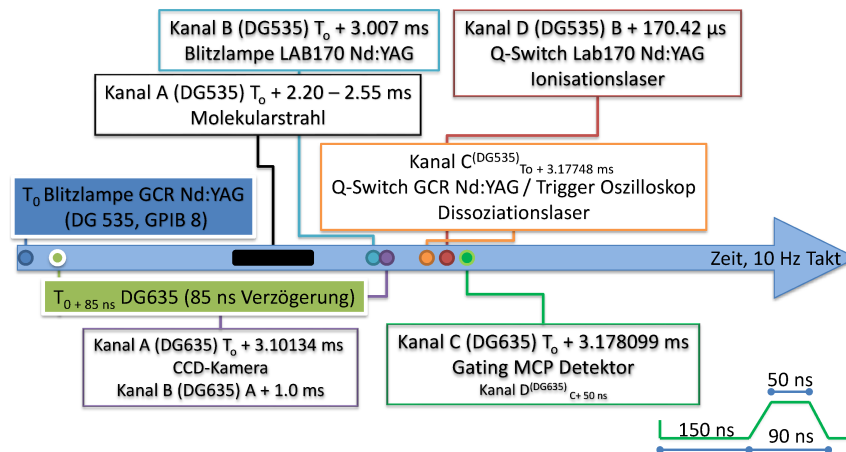 Kanal B (DG535) To + 3.007 ms
Blitzlampe LAB170 Nd:YAG
Kanal D (DG535) B + 170.42 µs
Q-Switch Lab170 Nd:YAG
Ionisationslaser
Kanal A (DG535) To + 2.20 – 2.55 ms
Molekularstrahl
Kanal C(DG535)To + 3.17748 ms
Q-Switch GCR Nd:YAG / Trigger Oszilloskop
Dissoziationslaser
T0 Blitzlampe GCR Nd:YAG
(DG 535, GPIB 8)
Zeit, 10 Hz Takt
T0 + 85 ns DG635 (85 ns Verzögerung)
Kanal A (DG635) To + 3.10134 ms
CCD-Kamera
Kanal B (DG635) A + 1.0 ms
Kanal C (DG635) To + 3.178099 ms
Gating MCP Detektor
Kanal D(DG635)C+ 50 ns
50 ns
150 ns
90 ns